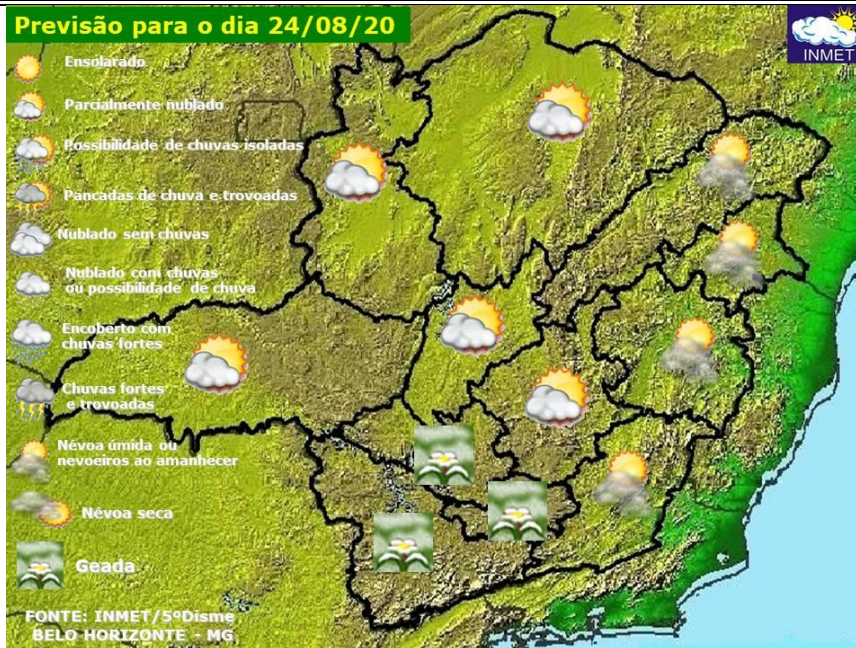 Previsão para o dia 24/08/20
INMET
Ensolarado
Parcialmente nublado
Possibilidade de chuvas isoladas
Pancadas de chuva e trovoadas
Nublado sem chuvas
Nublado com chuvas
ou possibilidade de chuva
Encoberto com
chuvas fortes
Chuvas fortes
e trovoadas
Névoa úmida ou
nevoeiros ao amanhecer
Névoa seca
Geada
FONTE: INMET/5ºDisme
BELO HORIZONTE - MG